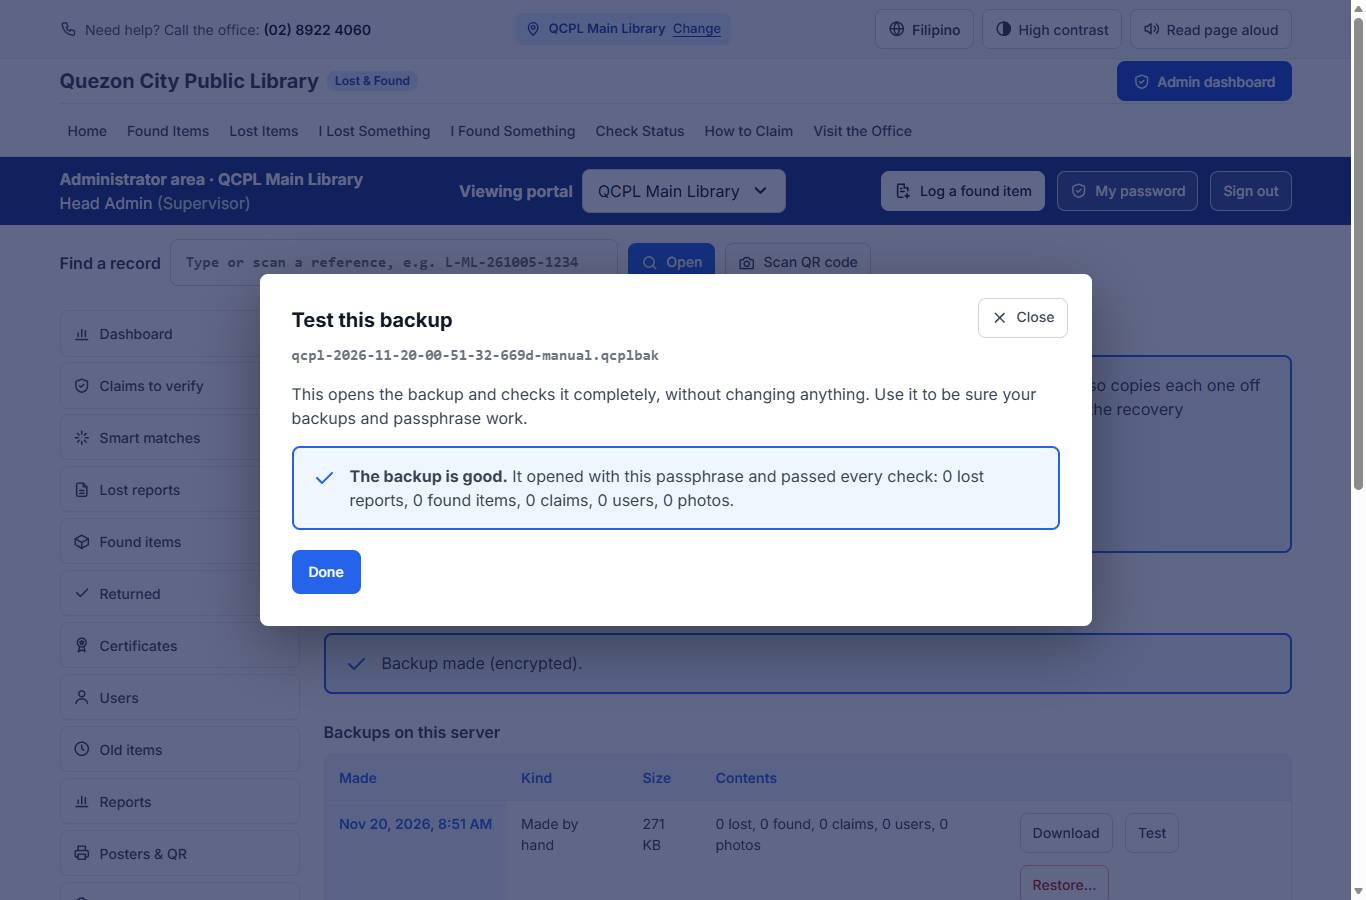 Need help? Call the office: (02) 8922 4060
QCPL Main Library Change
Filipino
High contrast
Read page aloud
Quezon City Public Library
Lost & Found
Admin dashboard
Home
Found Items
Lost Items
I Lost Something
I Found Something
Check Status
How to Claim
Visit the Office
Administrator area · QCPL Main Library
Head Admin (Supervisor)
Viewing portal
QCPL Main Library
Log a found item
My password
Sign out
Find a record
Type or scan a reference, e.g. L-ML-261005-1234
Open
Scan QR code
Dashboard
Claims to verify
Smart matches
Lost reports
Found items
Returned
Certificates
Users
Old items
Reports
Posters & QR
Test this backup
Close
qcpl-2026-11-20-00-51-32-669d-manual.qcplbak
This opens the backup and checks it completely, without changing anything. Use it to be sure your
backups and passphrase work.
The backup is good. It opened with this passphrase and passed every check: 0 lost
reports, 0 found items, 0 claims, 0 users, 0 photos.
Done
so copies each one off
the recovery
Backup made (encrypted).
Backups on this server
Made
Kind
Size
Contents
Nov 20, 2026, 8:51 AM
Made by
hand
271
KB
0 lost, 0 found, 0 claims, 0 users, 0
photos
Download
Test
Restore...